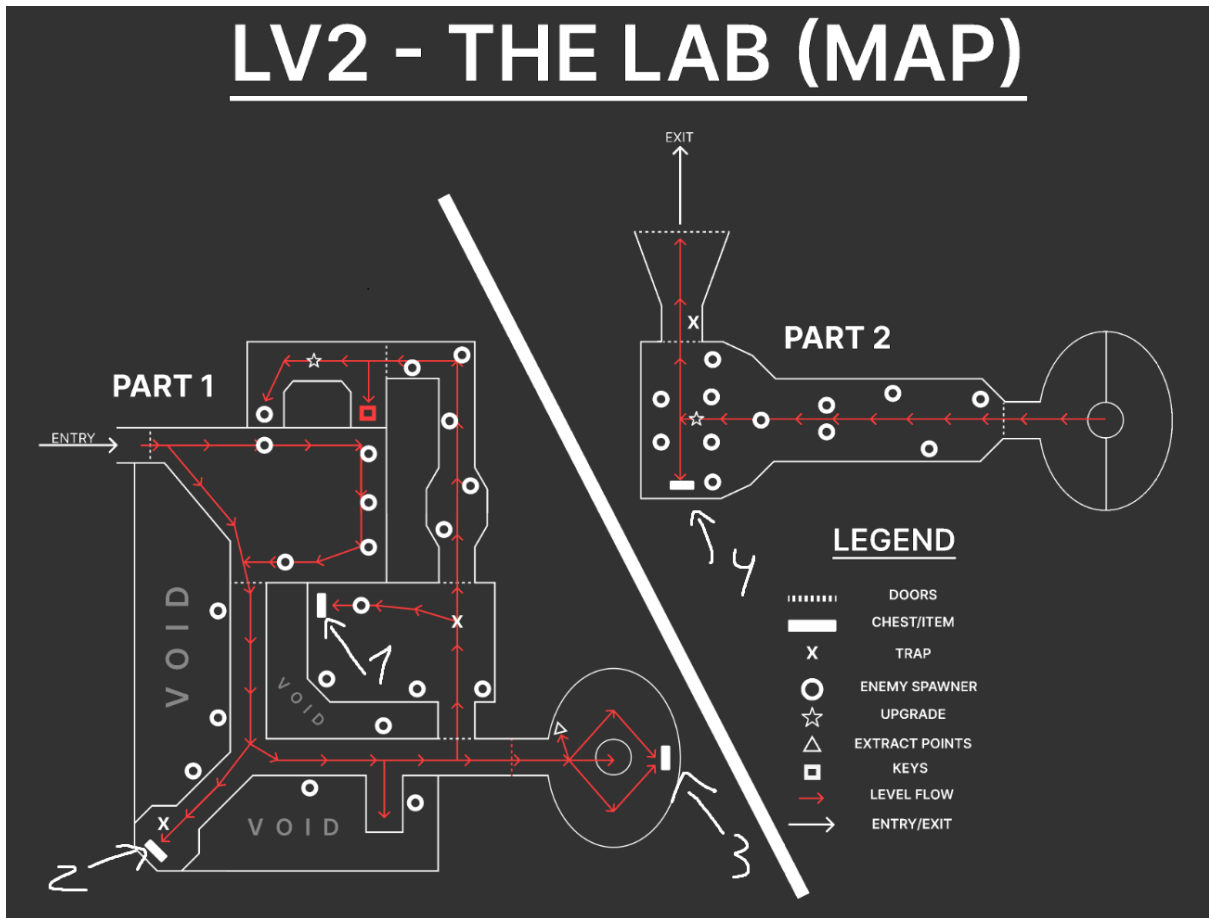 LV2 - THE LAB (MAP)
EXIT
PART 2
PART 1
ENTRY
VOID
VOID
VOID
1
2
3
4
LEGEND
DOORS
CHEST/ITEM
X TRAP
ENEMY SPAWNER
UPGRADE
EXTRACT POINTS
KEYS
LEVEL FLOW
ENTRY/EXIT
X
X
X